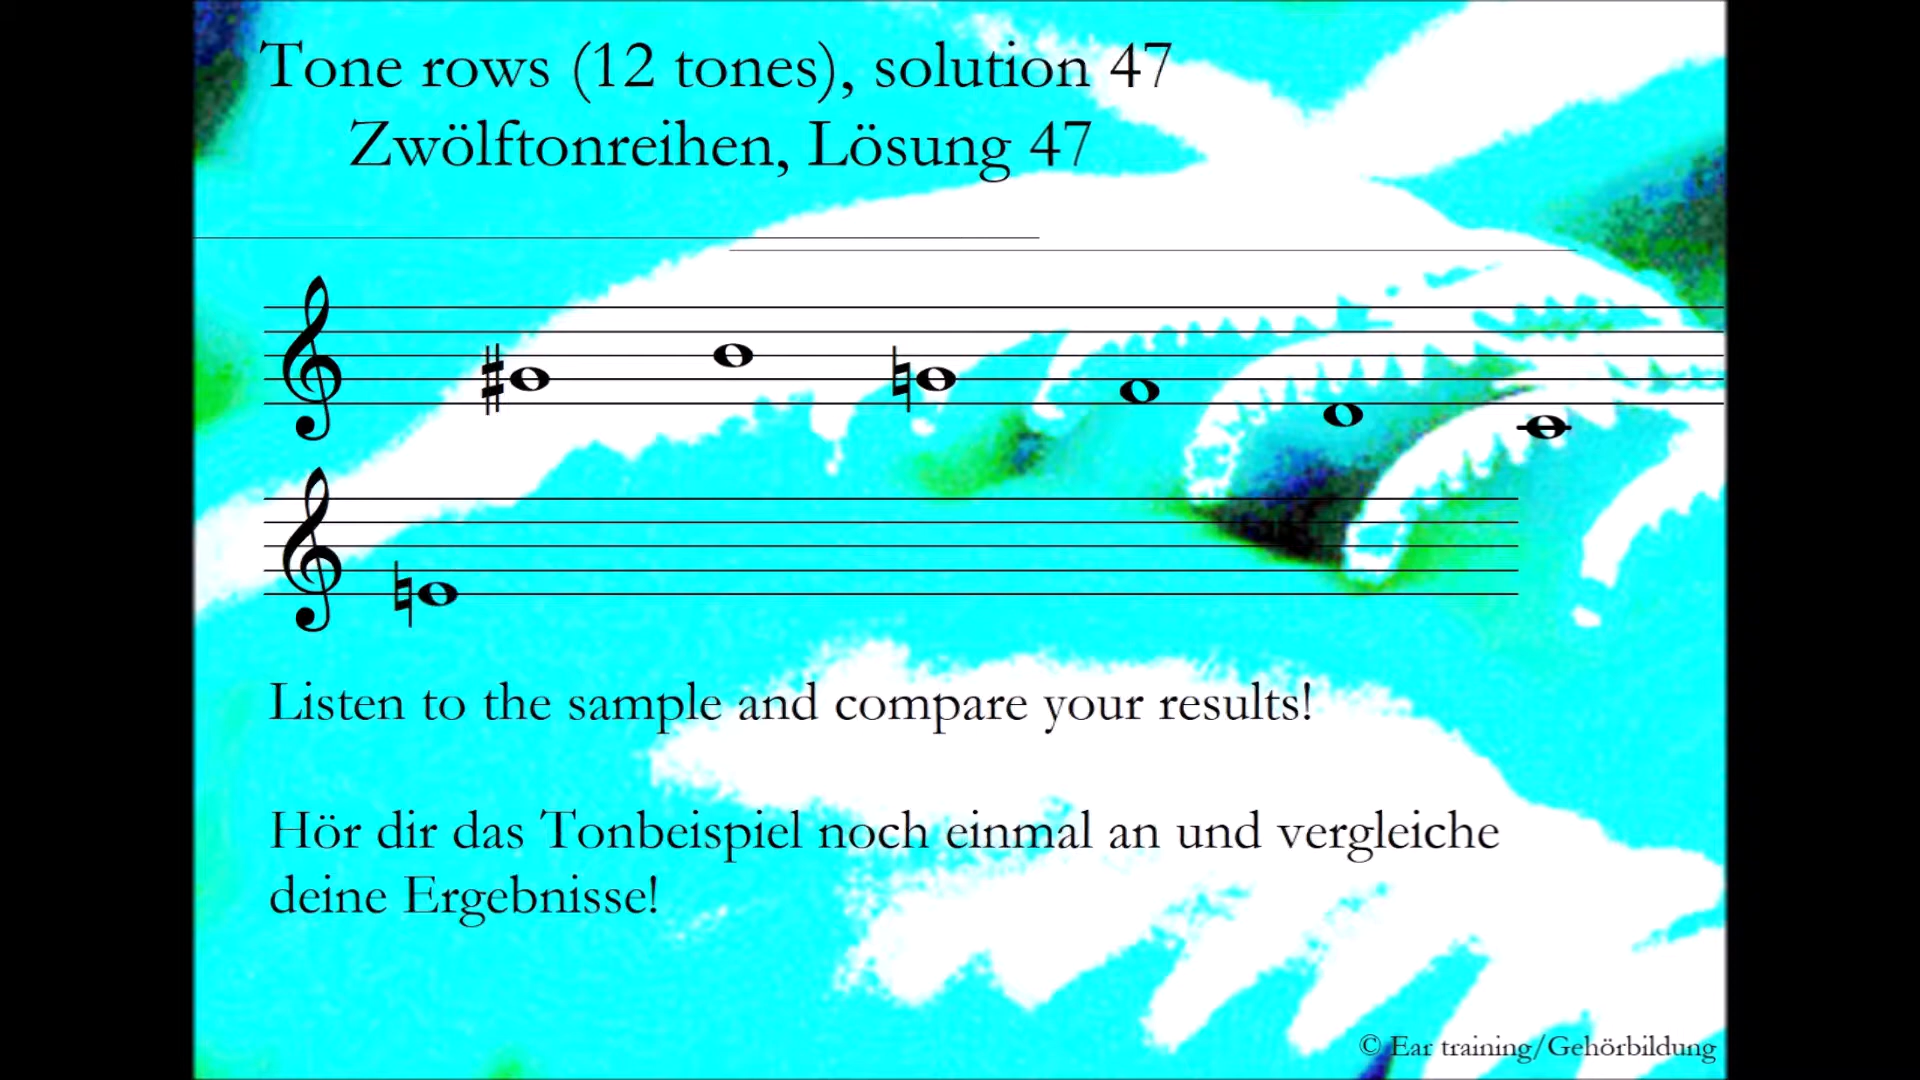 Tone rows (12 tones), solution 47
Zwölftonreihen, Lösung 47
Listen to the sample and compare your results!
Hör dir das Tonbeispiel noch einmal an und vergleiche
deine Ergebnisse!
© Ear training/Gehörbildung